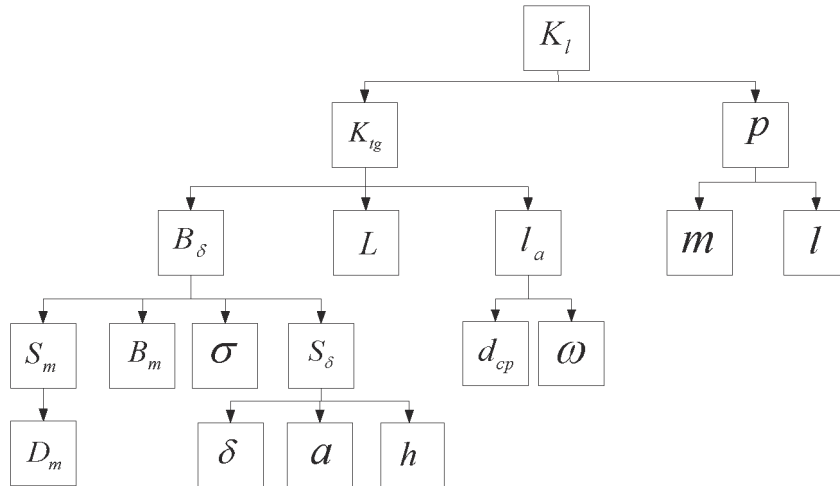 K_l
K_tg p
B_δ L l_a m l
S_m B_m σ S_δ d_cp ω
D_m δ a h